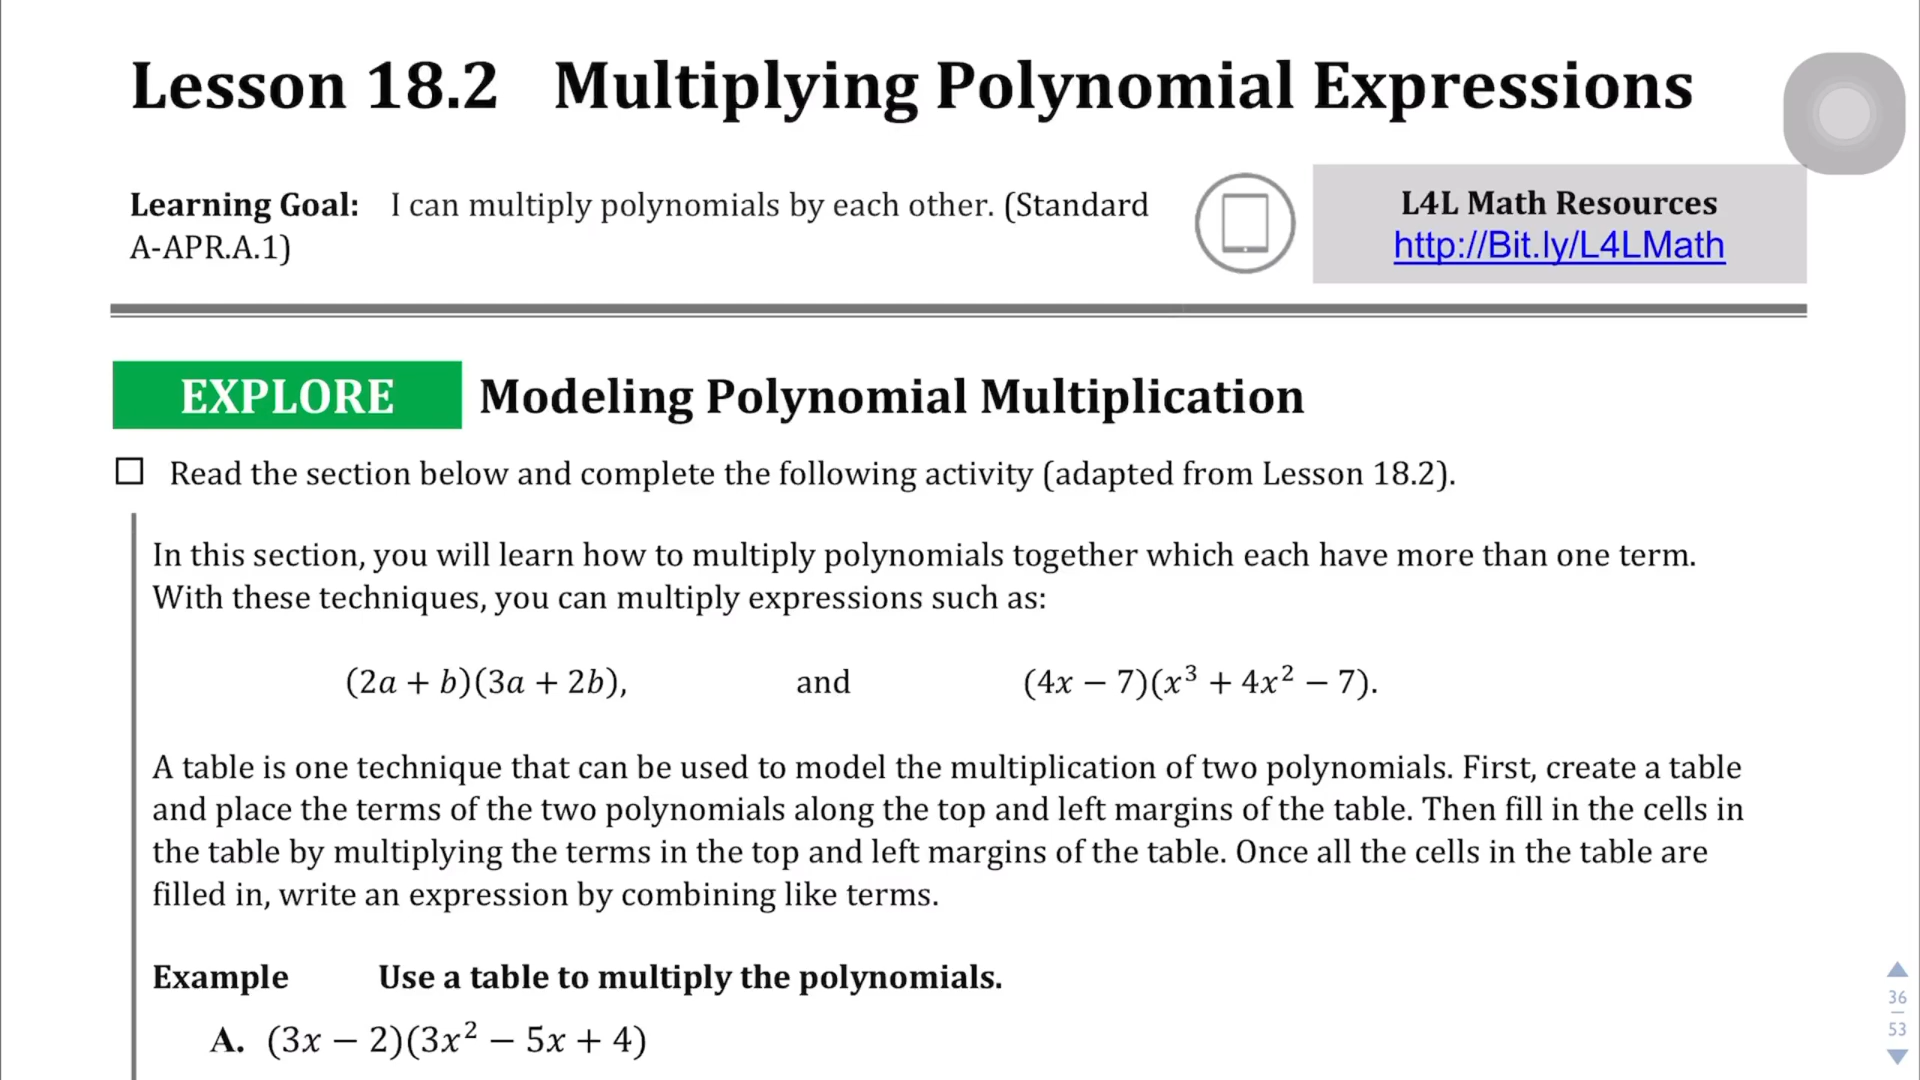 Lesson 18.2 Multiplying Polynomial Expressions
Learning Goal: I can multiply polynomials by each other. (Standard
A-APR.A.1)
L4L Math Resources
http://Bit.ly/L4LMath
EXPLORE Modeling Polynomial Multiplication
☐ Read the section below and complete the following activity (adapted from Lesson 18.2).
In this section, you will learn how to multiply polynomials together which each have more than one term.
With these techniques, you can multiply expressions such as:
(2a + b)(3a + 2b), and (4x − 7)(x³ + 4x² − 7).
A table is one technique that can be used to model the multiplication of two polynomials. First, create a table
and place the terms of the two polynomials along the top and left margins of the table. Then fill in the cells in
the table by multiplying the terms in the top and left margins of the table. Once all the cells in the table are
filled in, write an expression by combining like terms.
Example Use a table to multiply the polynomials.
A. (3x − 2)(3x² − 5x + 4)
36
53